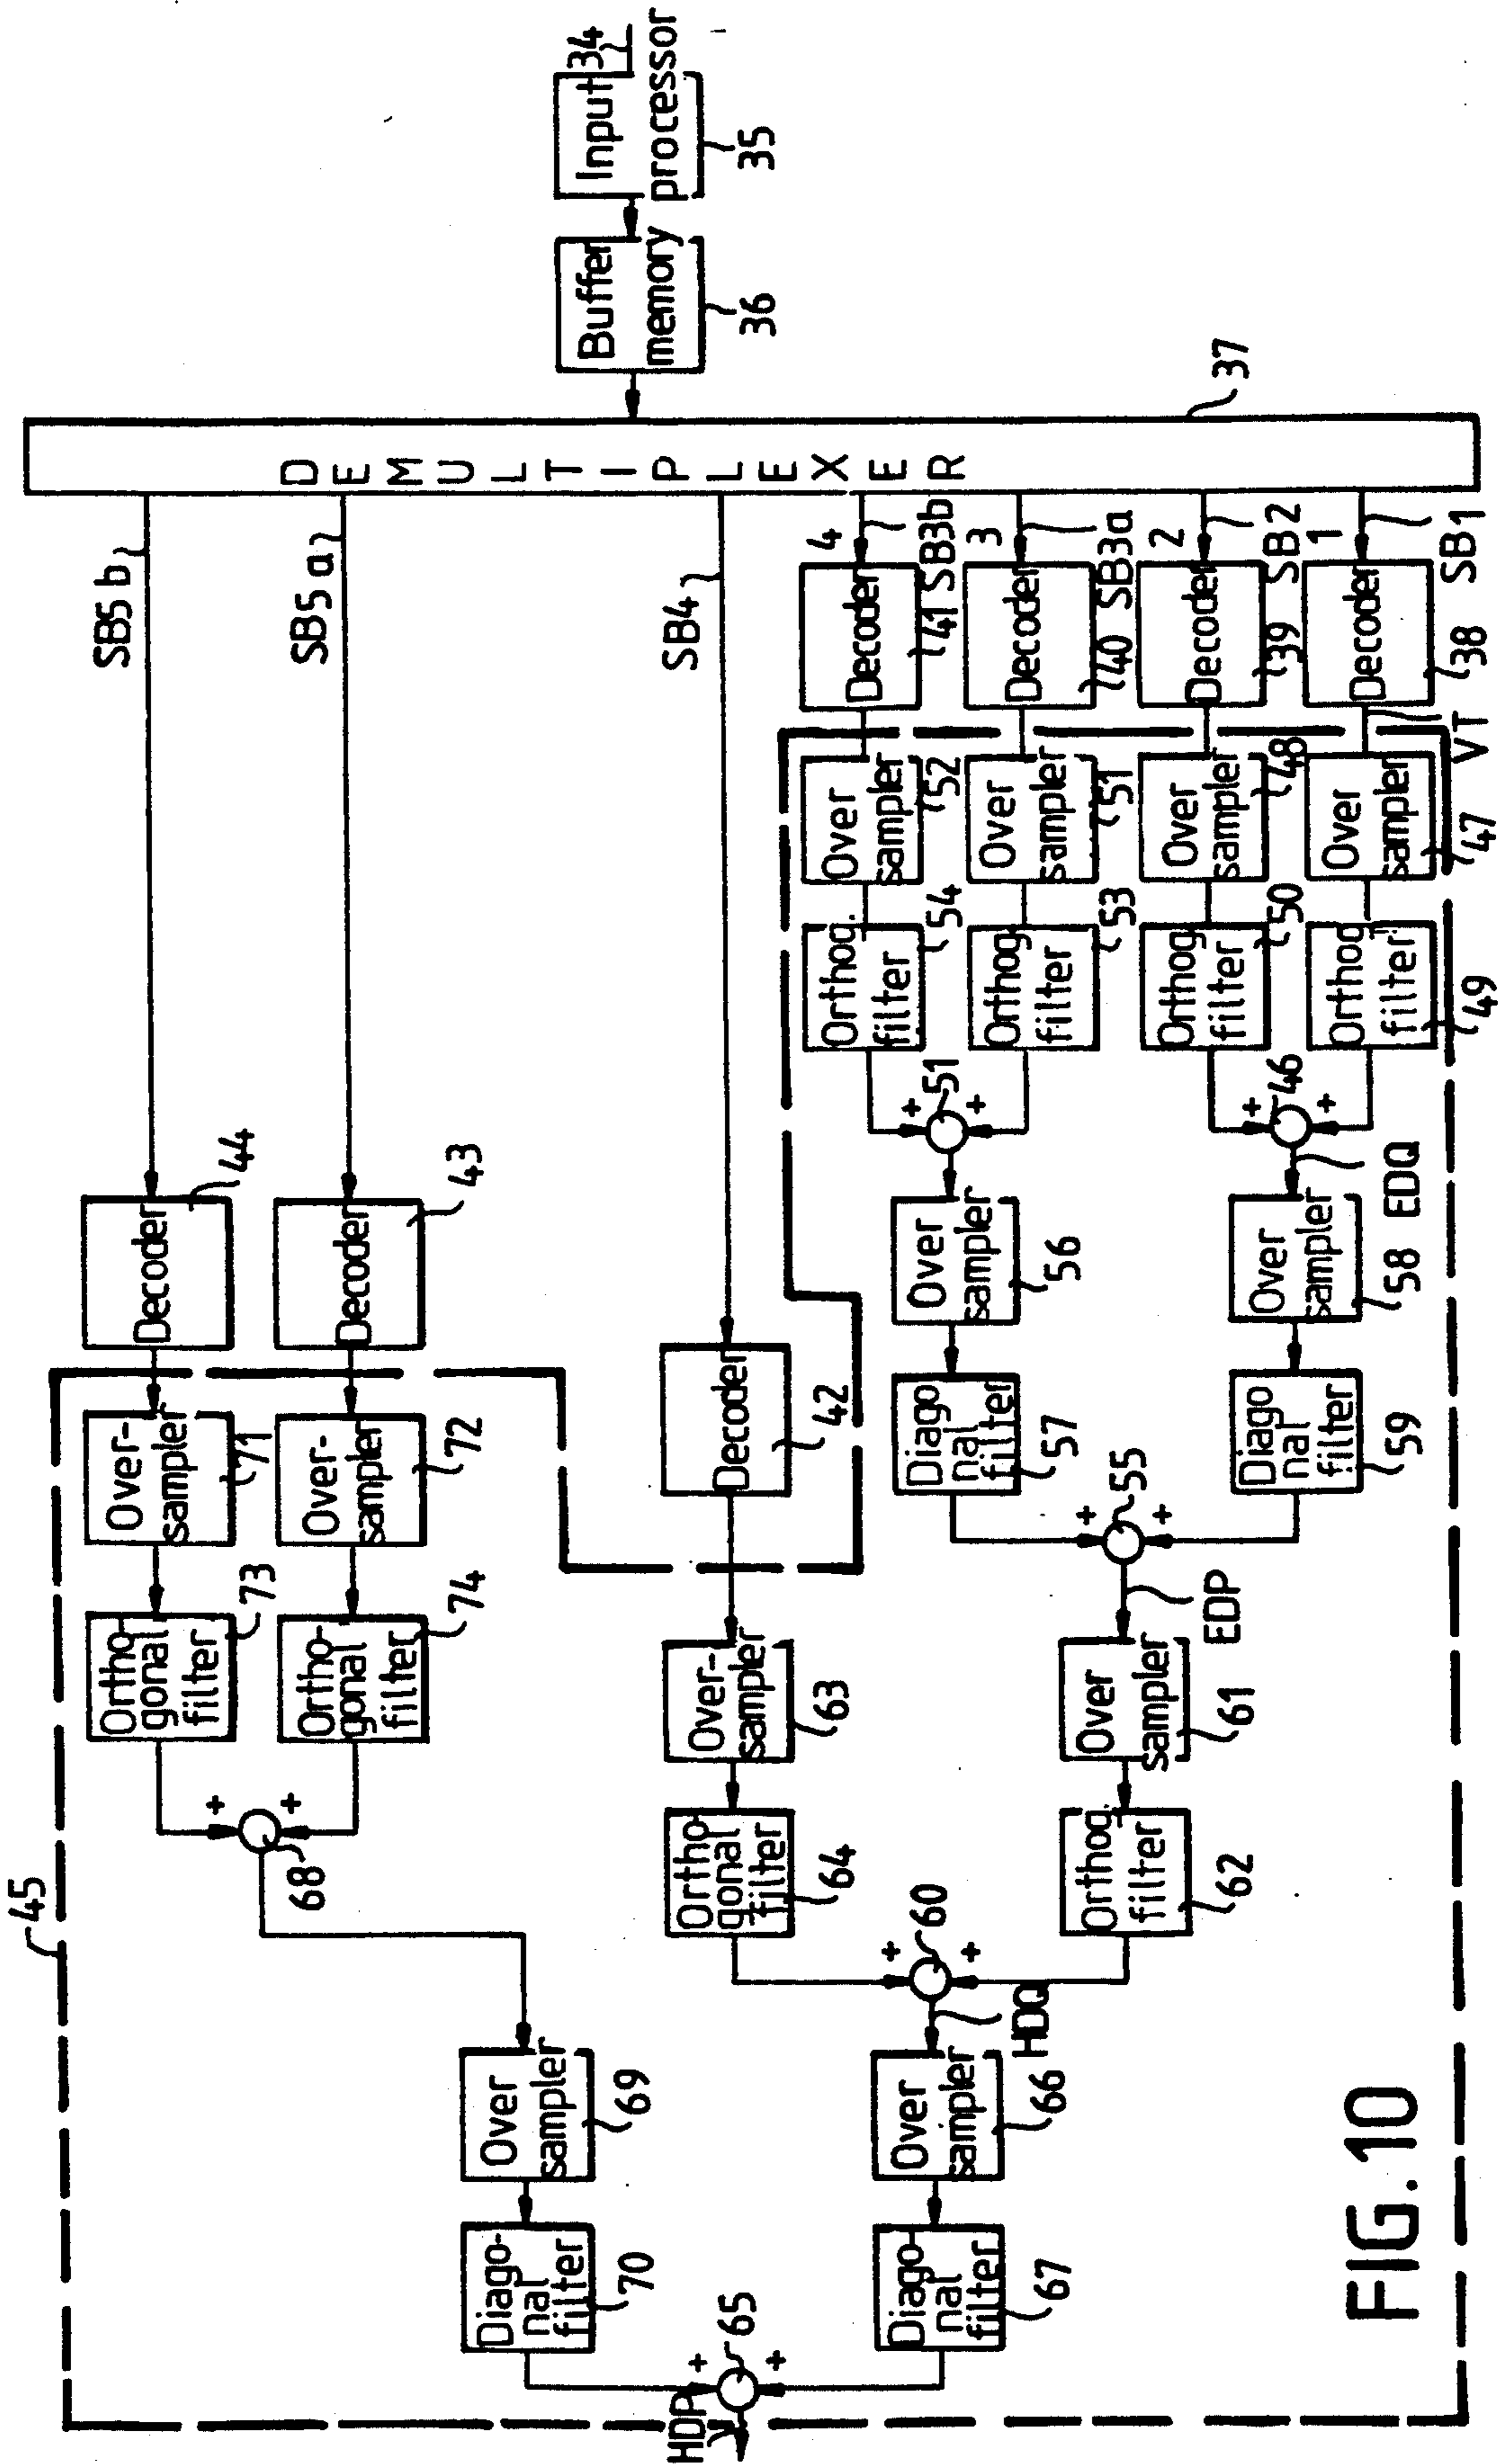 34
Input
processor
35
Buffer
memory
36
37
DEMULTIPLEXER
SB5b
SB5a
SB4
4
SB3b
3
SB3a
2
SB2
1
SB1
Decoder
41
Decoder
40
Decoder
39
Decoder
38
VT
Over
sampler
52
Over
sampler
51
Over
sampler
48
Over
sampler
47
Orthog.
filter
54
Orthog
filter
53
Orthog
filter
50
Orthog
filter
49
+
51
+
+
46
+
EDQ
Decoder
44
Decoder
43
Over
sampler
56
Over
sampler
58
Decoder
42
Diago
nal
filter
57
Diago
nal
filter
59
Over-
sampler
71
Over-
sampler
72
+
55
+
EDP
Ortho-
gonal
filter
73
Ortho-
gonal
filter
74
Over-
sampler
63
Over
sampler
61
+
+
68
Ortho-
gonal
filter
64
Orthog.
filter
62
45
+
60
+
HDQ
Over
sampler
69
Over
sampler
66
Diago-
nal
filter
70
Diago-
nal
filter
67
+
65
+
HDP
FIG.10